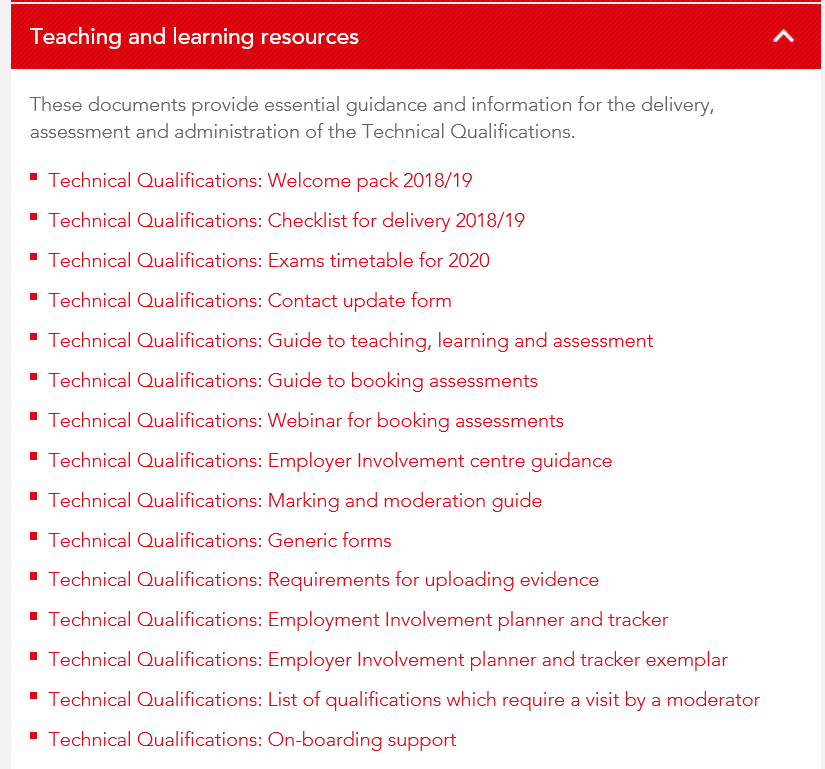 Teaching and learning resources
These documents provide essential guidance and information for the delivery,
assessment and administration of the Technical Qualifications.
Technical Qualifications: Welcome pack 2018/19
Technical Qualifications: Checklist for delivery 2018/19
Technical Qualifications: Exams timetable for 2020
Technical Qualifications: Contact update form
Technical Qualifications: Guide to teaching, learning and assessment
Technical Qualifications: Guide to booking assessments
Technical Qualifications: Webinar for booking assessments
Technical Qualifications: Employer Involvement centre guidance
Technical Qualifications: Marking and moderation guide
Technical Qualifications: Generic forms
Technical Qualifications: Requirements for uploading evidence
Technical Qualifications: Employment Involvement planner and tracker
Technical Qualifications: Employer Involvement planner and tracker exemplar
Technical Qualifications: List of qualifications which require a visit by a moderator
Technical Qualifications: On-boarding support